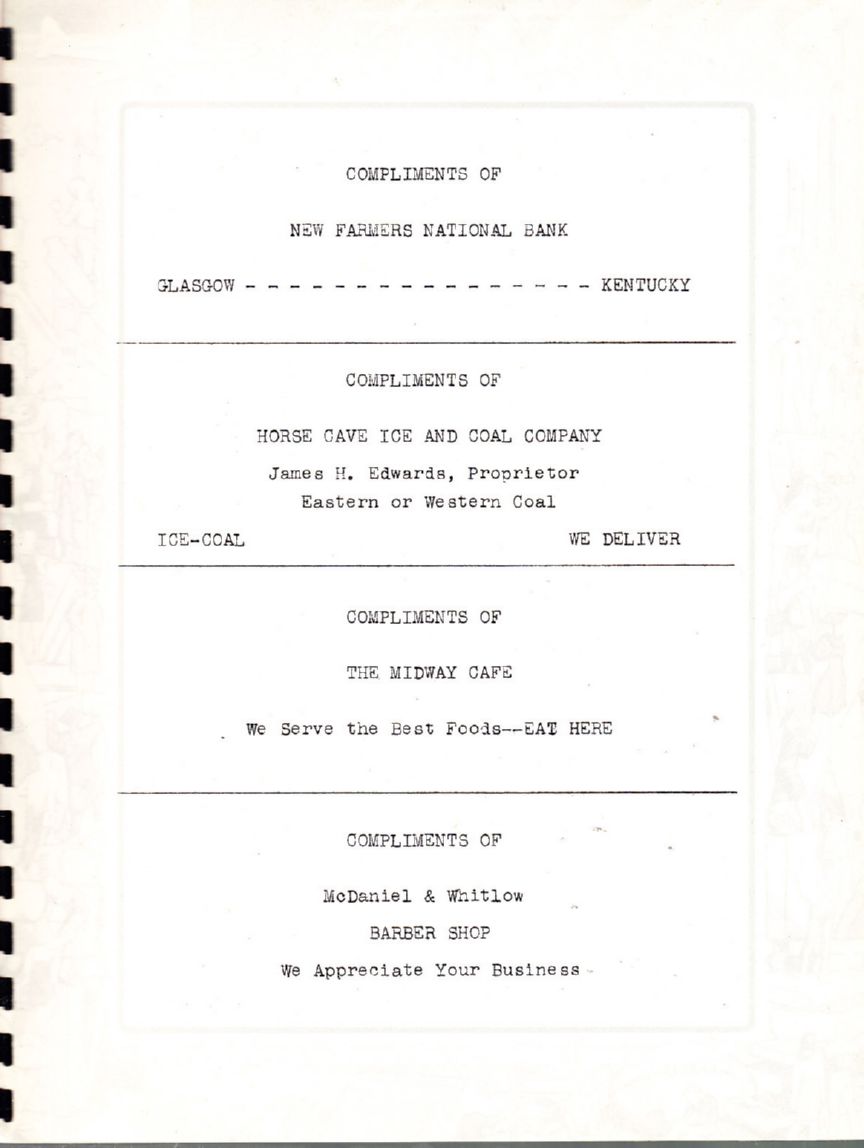 COMPLIMENTS OF
NEW FARMERS NATIONAL BANK
GLASGOW - - - - - - - - - - - - - - - - KENTUCKY
COMPLIMENTS OF
HORSE CAVE ICE AND COAL COMPANY
James H. Edwards, Proprietor
Eastern or Western Coal
ICE-COAL WE DELIVER
COMPLIMENTS OF
THE MIDWAY CAFE
We Serve the Best Foods--EAT HERE
COMPLIMENTS OF
McDaniel & Whitlow
BARBER SHOP
We Appreciate Your Business